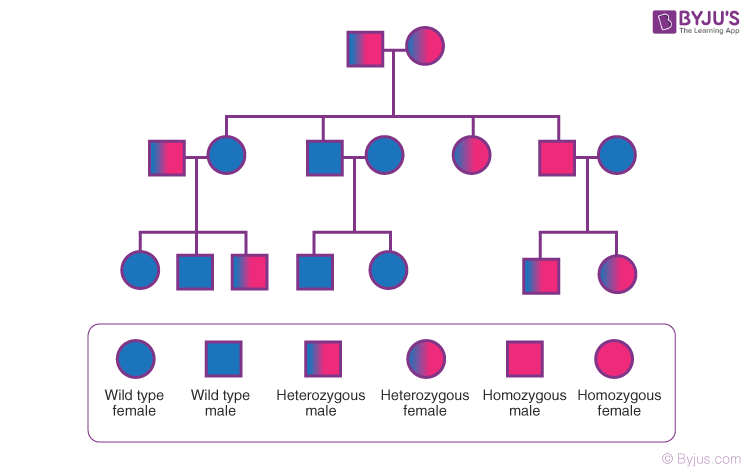 BYJU'S
The Learning App
Wild type
female
Wild type
male
Heterozygous
male
Heterozygous
female
Homozygous
male
Homozygous
female
© Byjus.com